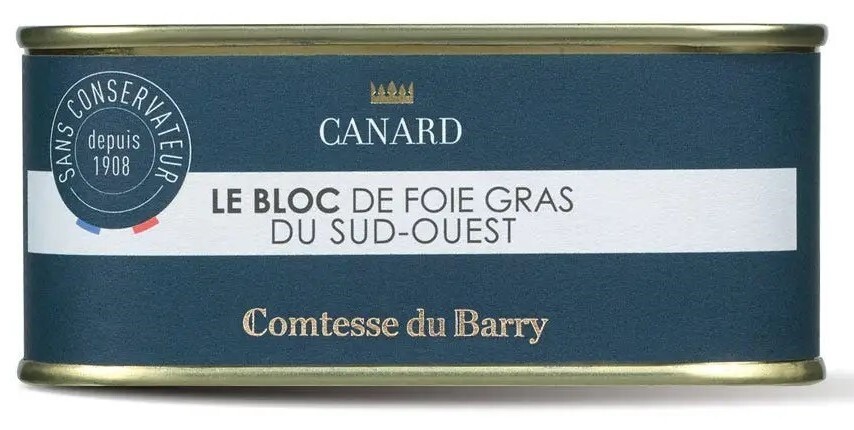 SANS CONSERVATEUR
depuis
1908
CANARD
LE BLOC DE FOIE GRAS
DU SUD-OUEST
Comtesse du Barry